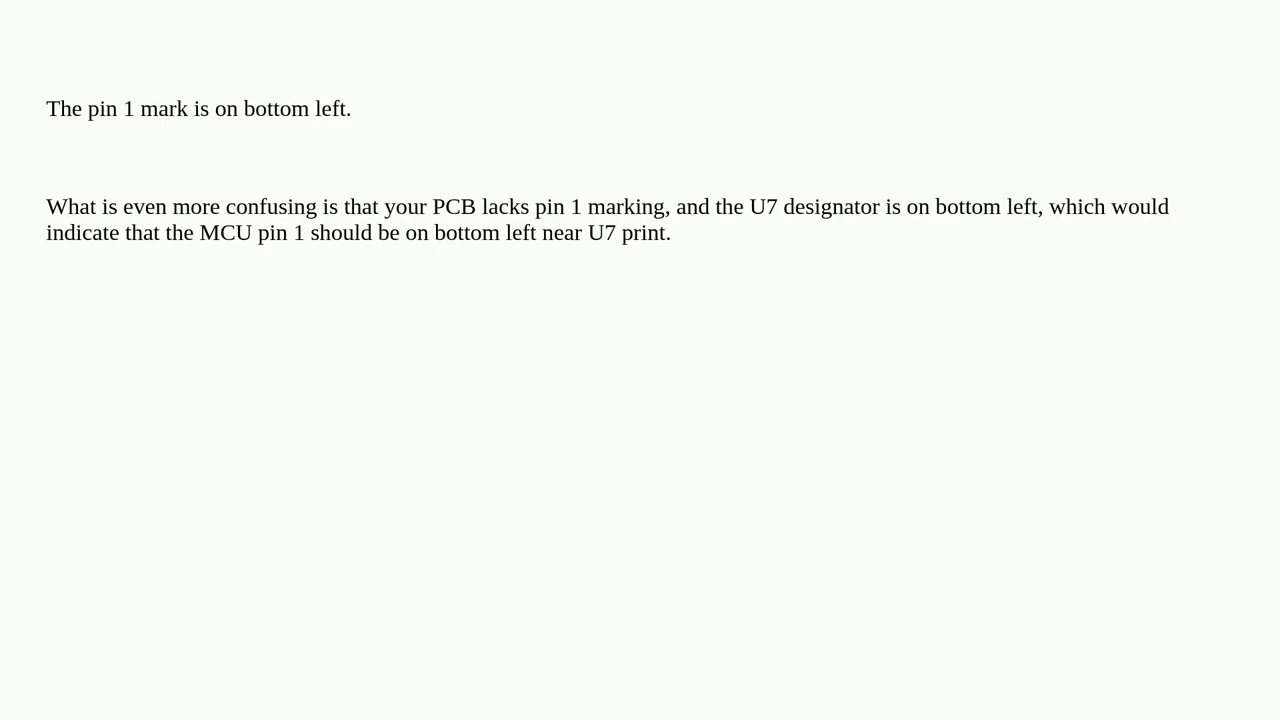 The pin 1 mark is on bottom left.
What is even more confusing is that your PCB lacks pin 1 marking, and the U7 designator is on bottom left, which would
indicate that the MCU pin 1 should be on bottom left near U7 print.